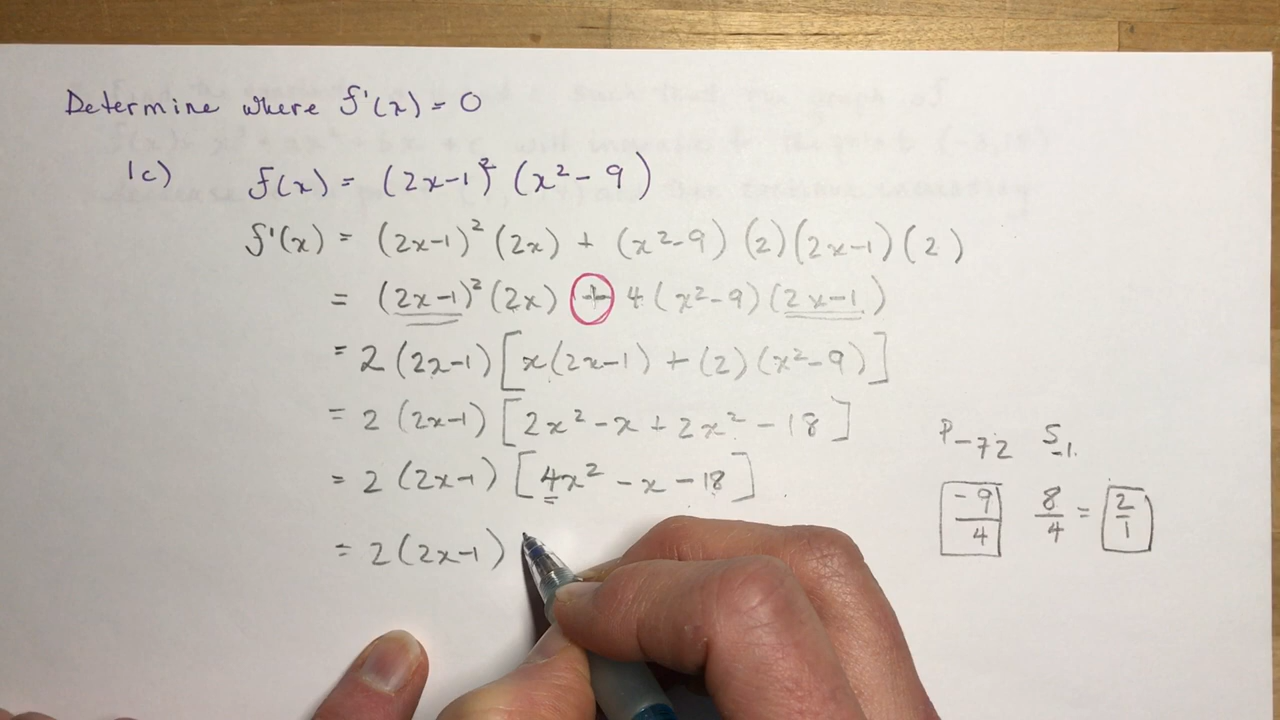 Determine where f'(x) = 0
1c) f(x) = (2x-1)² (x²-9)
f'(x) = (2x-1)² (2x) + (x²-9) (2)(2x-1)(2)
= (2x-1)² (2x) + 4 (x²-9) (2x-1)
= 2 (2x-1) [x(2x-1) + (2)(x²-9)]
= 2 (2x-1) [2x² - x + 2x² - 18]
= 2 (2x-1) [4x² - x - 18]
= 2 (2x-1)
P -72 S -1
-9/4 8/4 = 2/1